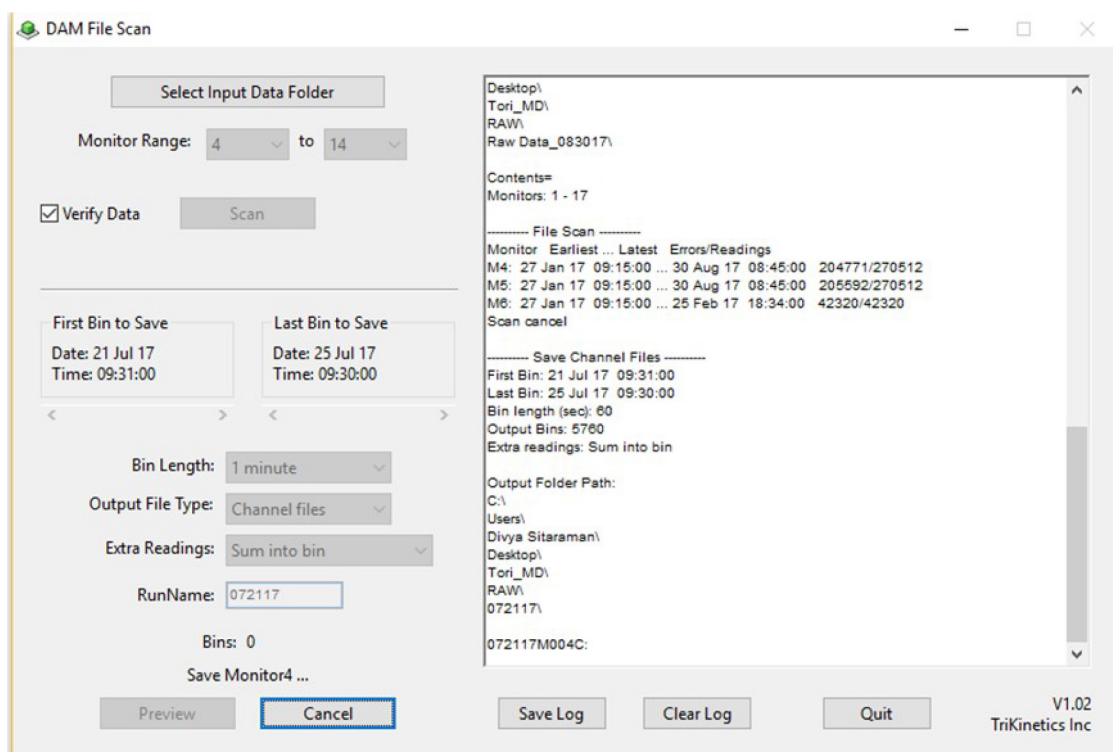 DAM File Scan
Select Input Data Folder
Monitor Range: 4 to 14
Verify Data Scan
First Bin to Save
Date: 21 Jul 17
Time: 09:31:00
Last Bin to Save
Date: 25 Jul 17
Time: 09:30:00
Bin Length: 1 minute
Output File Type: Channel files
Extra Readings: Sum into bin
RunName: 072117
Bins: 0
Save Monitor4 ...
Preview Cancel
Desktop\
Tori_MD\
RAW\
Raw Data_083017\
Contents=
Monitors: 1 - 17
---------- File Scan ----------
Monitor Earliest ... Latest Errors/Readings
M4: 27 Jan 17 09:15:00 ... 30 Aug 17 08:45:00 204771/270512
M5: 27 Jan 17 09:15:00 ... 30 Aug 17 08:45:00 205592/270512
M6: 27 Jan 17 09:15:00 ... 25 Feb 17 18:34:00 42320/42320
Scan cancel
---------- Save Channel Files ----------
First Bin: 21 Jul 17 09:31:00
Last Bin: 25 Jul 17 09:30:00
Bin length (sec): 60
Output Bins: 5760
Extra readings: Sum into bin
Output Folder Path:
C:\
Users\
Divya Sitaraman\
Desktop\
Tori_MD\
RAW\
072117\
072117M004C:
Save Log Clear Log Quit
V1.02
TriKinetics Inc